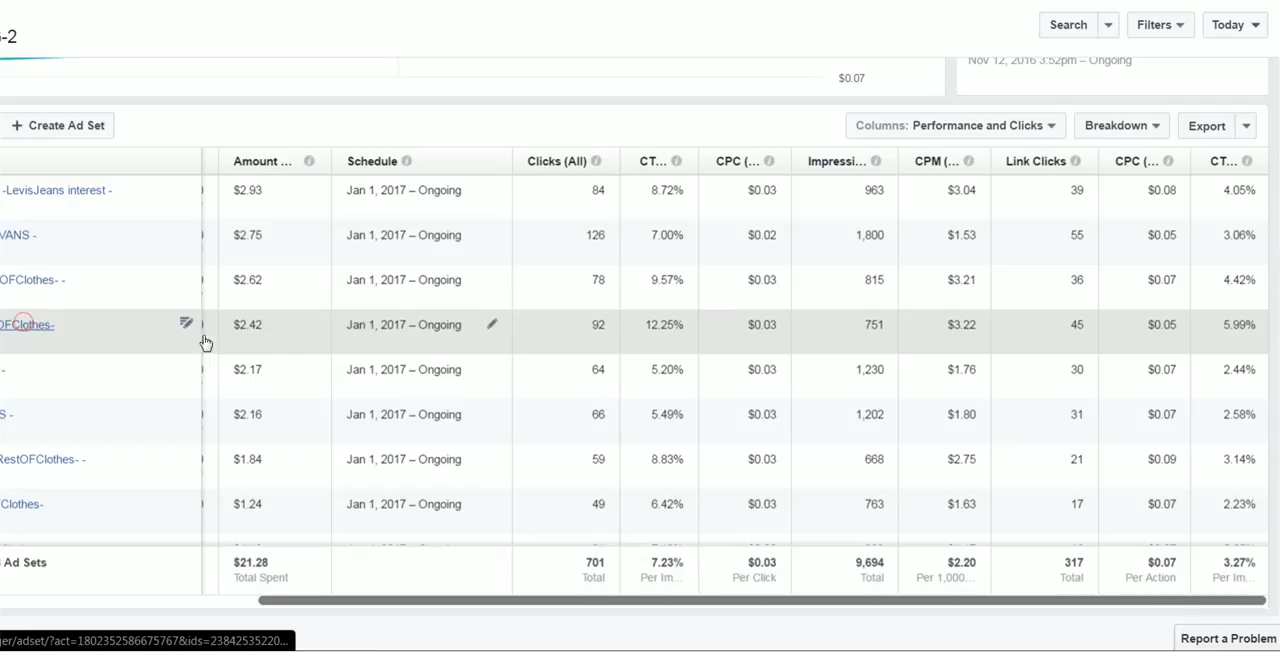 Search Filters Today
-2
Nov 12, 2016 3:52pm – Ongoing
$0.07
+ Create Ad Set Columns: Performance and Clicks Breakdown Export
Amount ... Schedule Clicks (All) CT... CPC (... Impressi... CPM (... Link Clicks CPC (... CT...
-LevisJeans interest - $2.93 Jan 1, 2017 – Ongoing 84 8.72% $0.03 963 $3.04 39 $0.08 4.05%
VANS - $2.75 Jan 1, 2017 – Ongoing 126 7.00% $0.02 1,800 $1.53 55 $0.05 3.06%
OFClothes- - $2.62 Jan 1, 2017 – Ongoing 78 9.57% $0.03 815 $3.21 36 $0.07 4.42%
OFClothes- $2.42 Jan 1, 2017 – Ongoing 92 12.25% $0.03 751 $3.22 45 $0.05 5.99%
- $2.17 Jan 1, 2017 – Ongoing 64 5.20% $0.03 1,230 $1.76 30 $0.07 2.44%
S - $2.16 Jan 1, 2017 – Ongoing 66 5.49% $0.03 1,202 $1.80 31 $0.07 2.58%
RestOFClothes- - $1.84 Jan 1, 2017 – Ongoing 59 8.83% $0.03 668 $2.75 21 $0.09 3.14%
Clothes- $1.24 Jan 1, 2017 – Ongoing 49 6.42% $0.03 763 $1.63 17 $0.07 2.23%
Ad Sets $21.28 701 7.23% $0.03 9,694 $2.20 317 $0.07 3.27%
Total Spent Total Per Im... Per Click Total Per 1,000... Total Per Action Per Im...
ger/adset/?act=1802352586675767&ids=23842535220...
Report a Problem